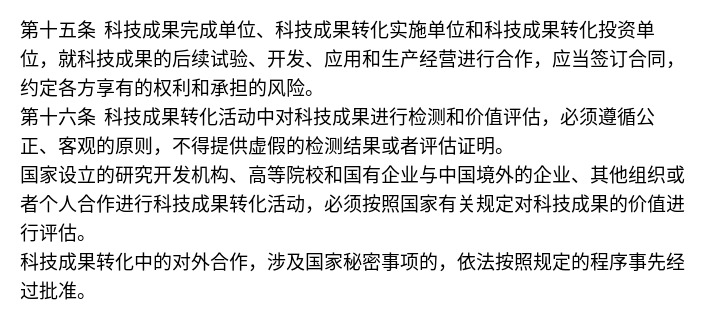 第十五条 科技成果完成单位、科技成果转化实施单位和科技成果转化投资单
位，就科技成果的后续试验、开发、应用和生产经营进行合作，应当签订合同，
约定各方享有的权利和承担的风险。
第十六条 科技成果转化活动中对科技成果进行检测和价值评估，必须遵循公
正、客观的原则，不得提供虚假的检测结果或者评估证明。
国家设立的研究开发机构、高等院校和国有企业与中国境外的企业、其他组织或
者个人合作进行科技成果转化活动，必须按照国家有关规定对科技成果的价值进
行评估。
科技成果转化中的对外合作，涉及国家秘密事项的，依法按照规定的程序事先经
过批准。